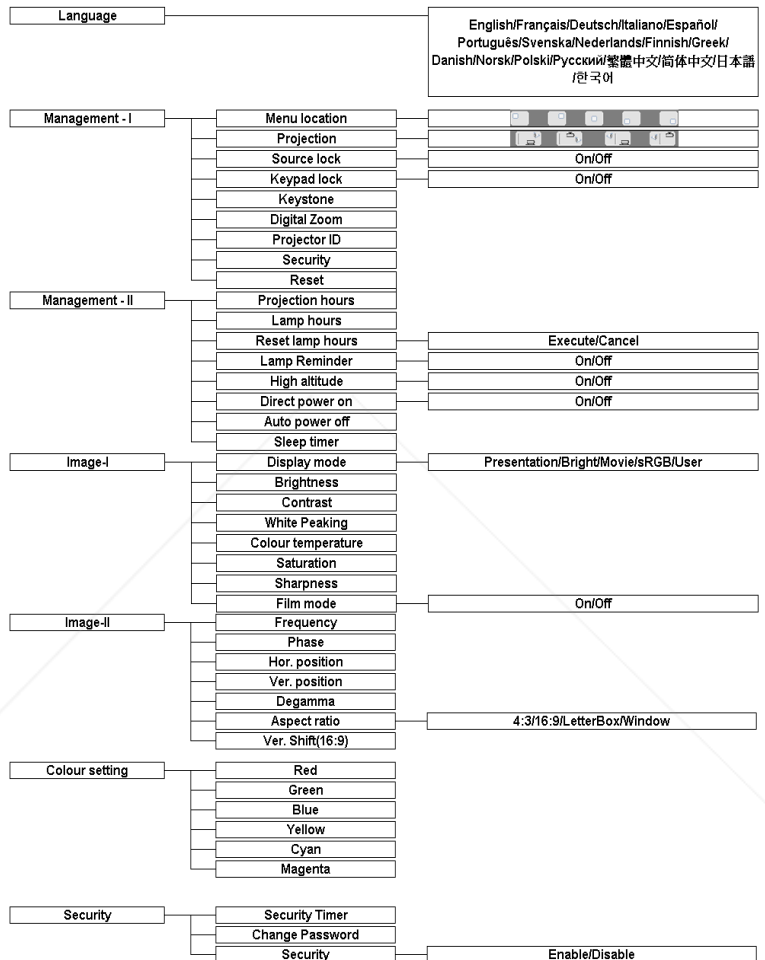 Language
English/Français/Deutsch/Italiano/Español/
Português/Svenska/Nederlands/Finnish/Greek/
Danish/Norsk/Polski/Русский/繁體中文/简体中文/日本語
/한국어
Management - I
Menu location
Projection
Source lock
On/Off
Keypad lock
On/Off
Keystone
Digital Zoom
Projector ID
Security
Reset
Management - II
Projection hours
Lamp hours
Reset lamp hours
Execute/Cancel
Lamp Reminder
On/Off
High altitude
On/Off
Direct power on
On/Off
Auto power off
Sleep timer
Image-I
Display mode
Presentation/Bright/Movie/sRGB/User
Brightness
Contrast
White Peaking
Colour temperature
Saturation
Sharpness
Film mode
On/Off
Image-II
Frequency
Phase
Hor. position
Ver. position
Degamma
Aspect ratio
4:3/16:9/LetterBox/Window
Ver. Shift(16:9)
Colour setting
Red
Green
Blue
Yellow
Cyan
Magenta
Security
Security Timer
Change Password
Security
Enable/Disable